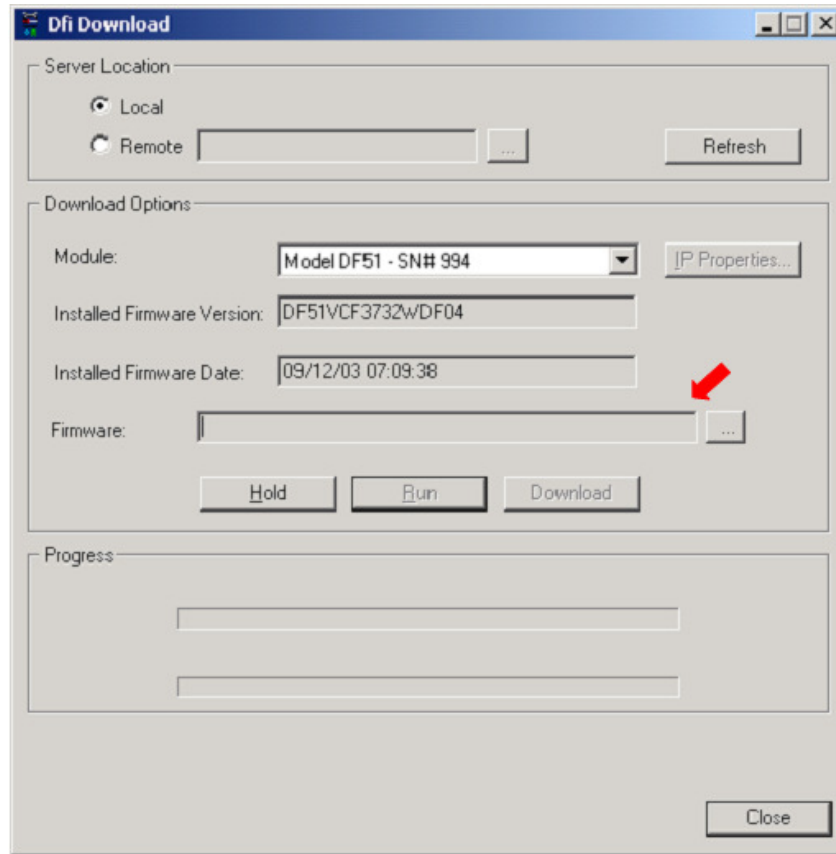 Dfi Download
Server Location
Local
Remote ... Refresh
Download Options
Module: Model DF51 - SN# 994 IP Properties...
Installed Firmware Version: DF51VCF3732WDF04
Installed Firmware Date: 09/12/03 07:09:38
Firmware: ...
Hold Run Download
Progress
Close